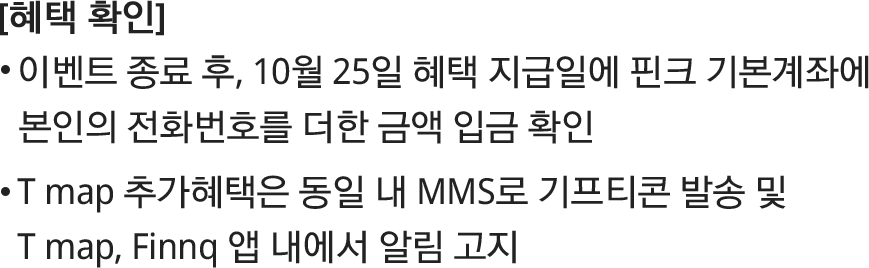 [혜택 확인]
• 이벤트 종료 후, 10월 25일 혜택 지급일에 핀크 기본계좌에
본인의 전화번호를 더한 금액 입금 확인
• T map 추가혜택은 동일 내 MMS로 기프티콘 발송 및
T map, Finnq 앱 내에서 알림 고지